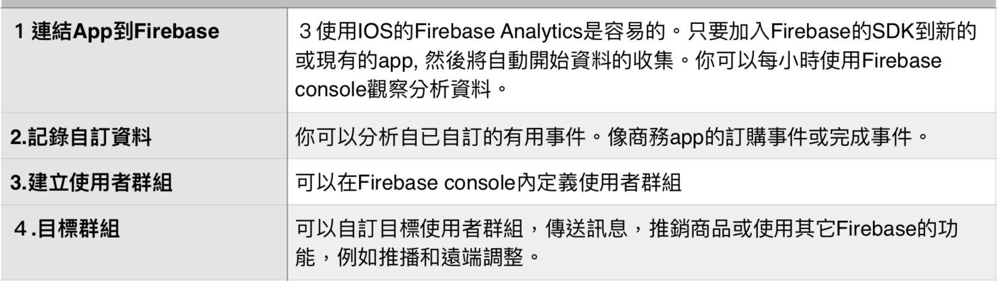 １連結App到Firebase
３使用IOS的Firebase Analytics是容易的。只要加入Firebase的SDK到新的
或現有的app, 然後將自動開始資料的收集。你可以每小時使用Firebase
console觀察分析資料。
2.記錄自訂資料
你可以分析自已自訂的有用事件。像商務app的訂購事件或完成事件。
3.建立使用者群組
可以在Firebase console內定義使用者群組
４.目標群組
可以自訂目標使用者群組，傳送訊息，推銷商品或使用其它Firebase的功
能，例如推播和遠端調整。